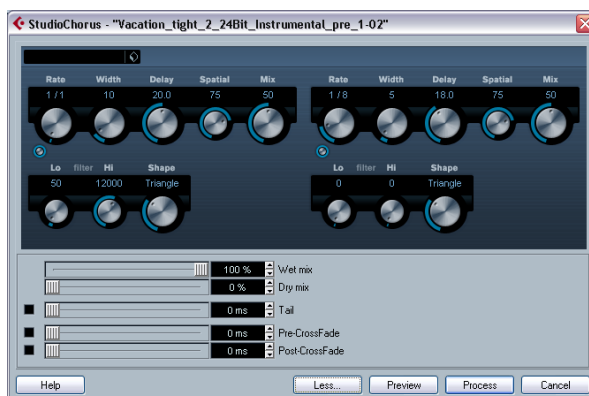 StudioChorus - "Vacation_tight_2_24Bit_Instrumental_pre_1-02"
Rate Width Delay Spatial Mix Rate Width Delay Spatial Mix
1 / 1 10 20.0 75 50 1 / 8 5 18.0 75 50
Lo filter Hi Shape Lo filter Hi Shape
50 12000 Triangle 0 0 Triangle
100 % Wet mix
0 % Dry mix
0 ms Tail
0 ms Pre-CrossFade
0 ms Post-CrossFade
Help Less... Preview Process Cancel